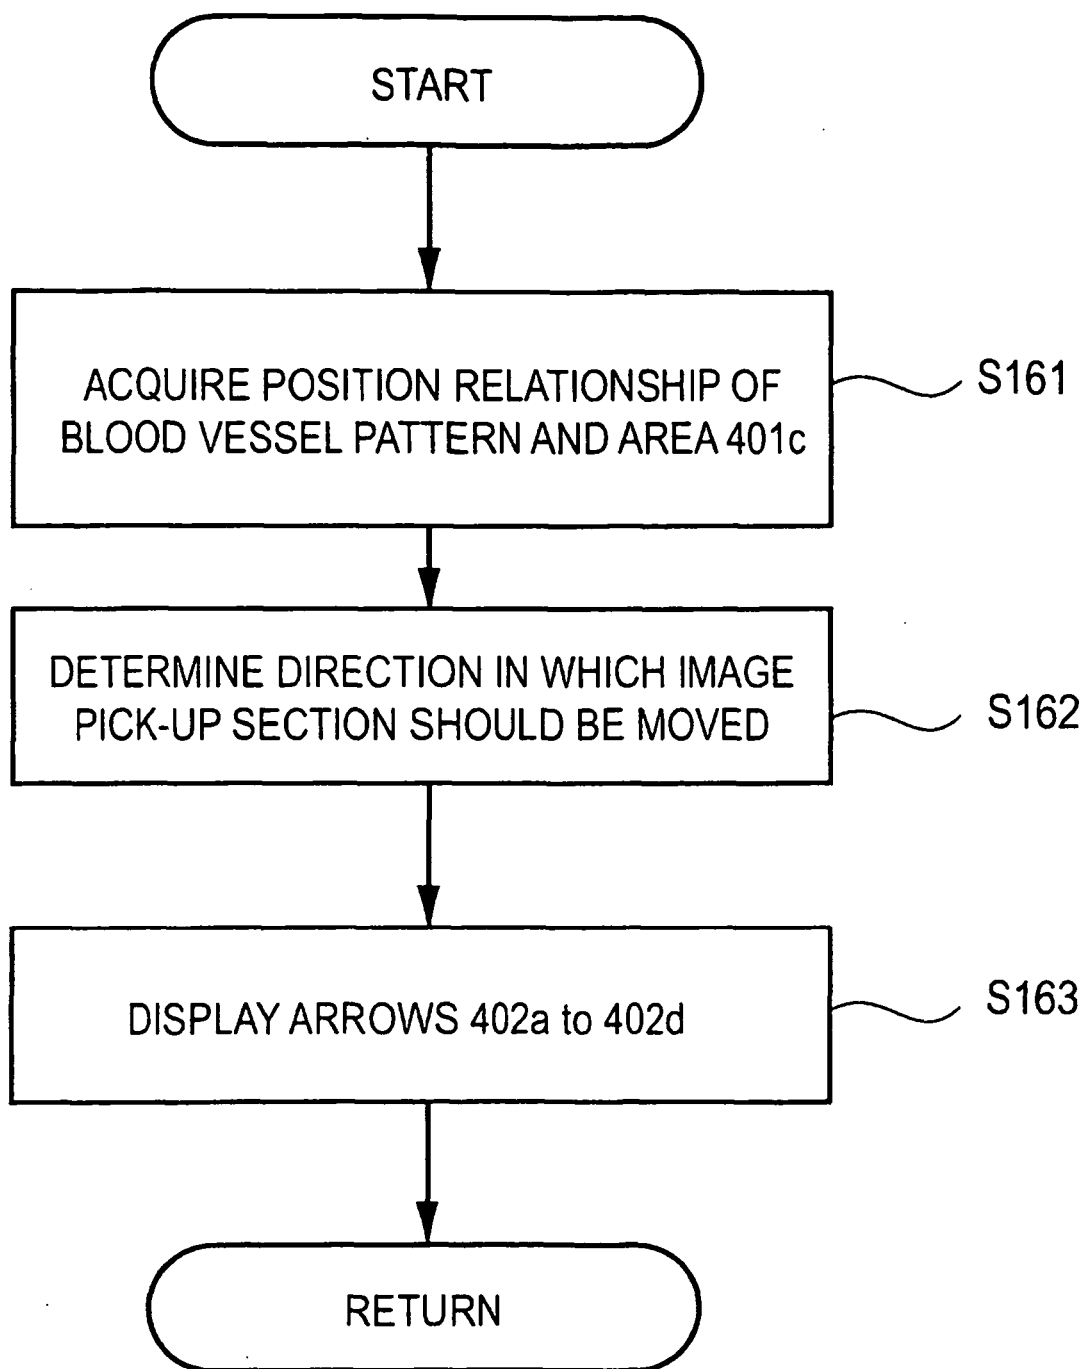 START
ACQUIRE POSITION RELATIONSHIP OF
BLOOD VESSEL PATTERN AND AREA 401c
S161
DETERMINE DIRECTION IN WHICH IMAGE
PICK-UP SECTION SHOULD BE MOVED
S162
DISPLAY ARROWS 402a to 402d
S163
RETURN